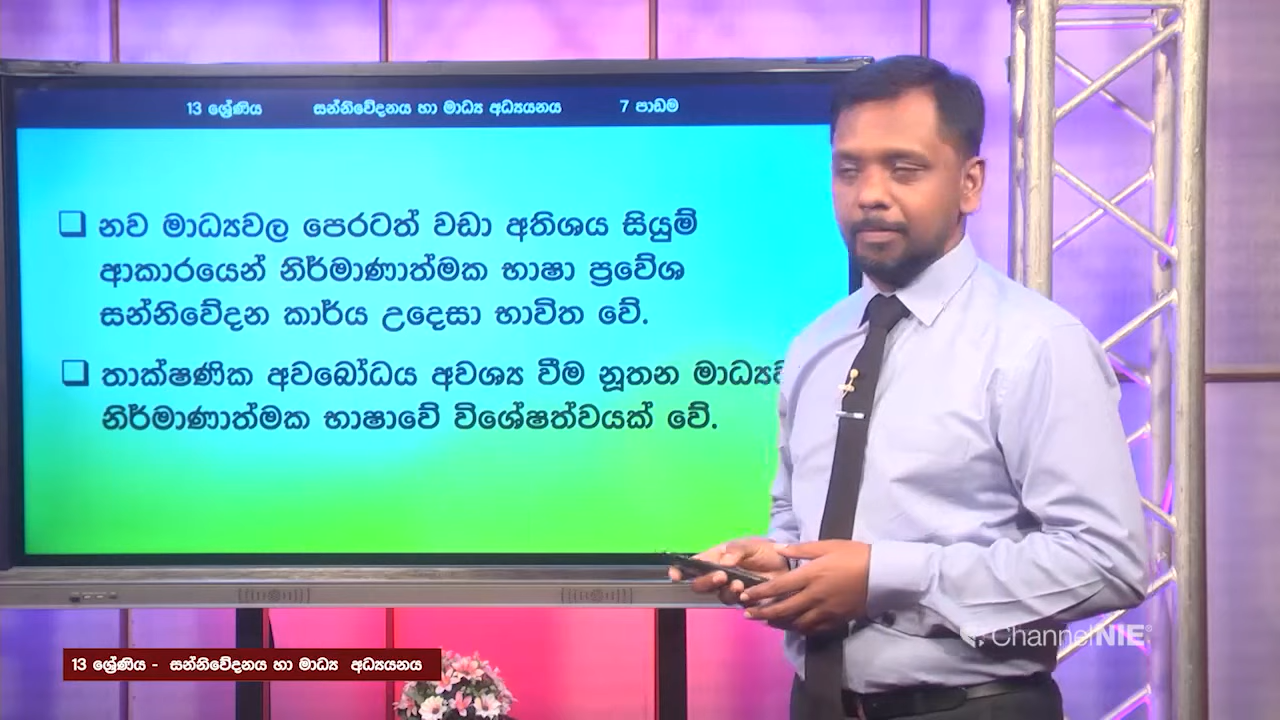 13 ශ්‍රේණිය සන්නිවේදනය හා මාධ්‍ය අධ්‍යයනය 7 පාඩම
නව මාධ්‍යවල පෙරටත් වඩා අතිශය සියුම්
ආකාරයෙන් නිර්මාණාත්මක භාෂා ප්‍රවේශ
සන්නිවේදන කාර්ය උදෙසා භාවිත වේ.
තාක්ෂණික අවබෝධය අවශ්‍ය වීම නූතන
නිර්මාණාත්මක භාෂාවේ විශේෂත්වයක් වේ.
ChannelNIE
13 ශ්‍රේණිය - සන්නිවේදනය හා මාධ්‍ය අධ්‍යයනය